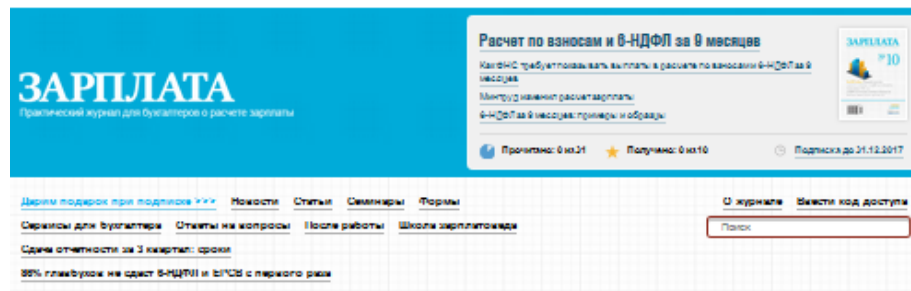 ЗАРПЛАТА
Практический журнал для бухгалтеров о расчете зарплаты
Расчет по взносам и 6-НДФЛ за 9 месяцев
Как ФНС требует показывать выплаты в расчете по взносам и 6-НДФЛ за 9
месяцев
Минтруд изменил расчет зарплаты
6-НДФЛ за 9 месяцев: примеры и образцы
ЗАРПЛАТА
№10
Прочитано: 0 из 31
Получено: 0 из 10
Подписка до 31.12.2017
Дарим подарок при подписке >>> Новости Статьи Семинары Формы
О журнале Ввести код доступа
Сервисы для бухгалтера Ответы на вопросы После работы Школа зарплатоведа
Поиск
Сдача отчетности за 3 квартал: сроки
86% главбухов не сдаст 6-НДФЛ и ЕРСВ с первого раза